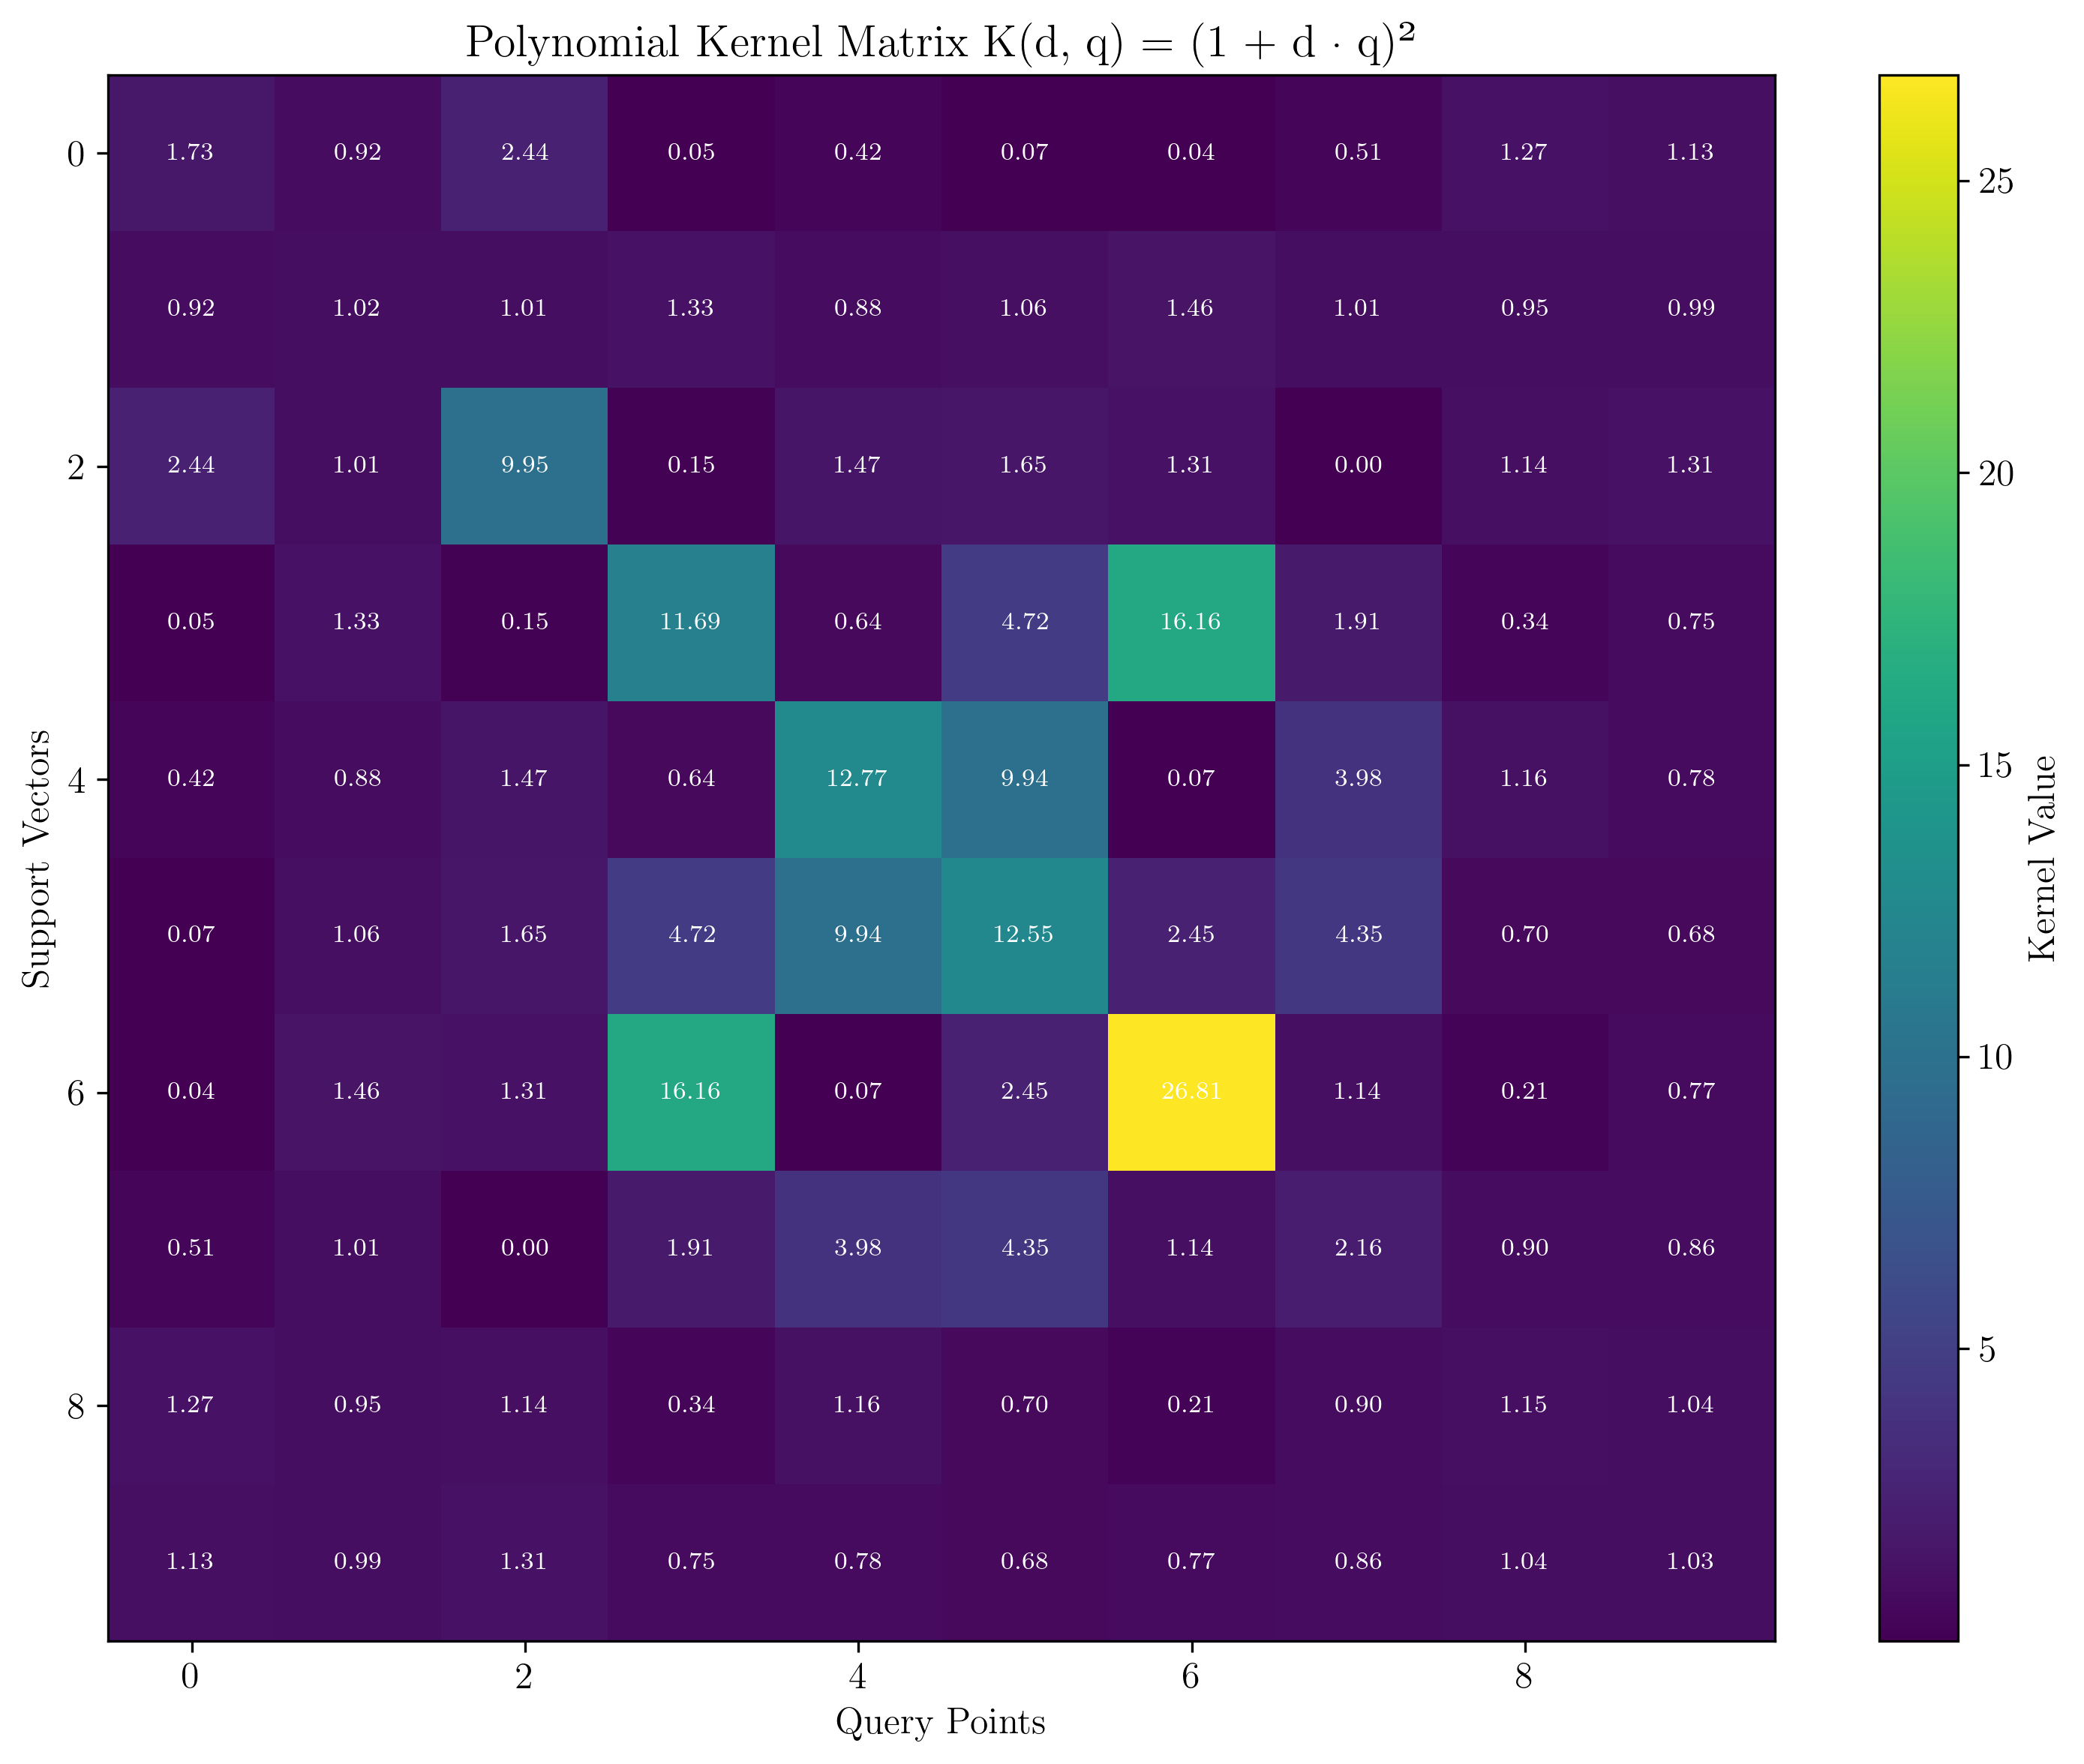 Polynomial Kernel Matrix K(d, q) = (1 + d · q)²
0 1.73 0.92 2.44 0.05 0.42 0.07 0.04 0.51 1.27 1.13
0.92 1.02 1.01 1.33 0.88 1.06 1.46 1.01 0.95 0.99
2 2.44 1.01 9.95 0.15 1.47 1.65 1.31 0.00 1.14 1.31
0.05 1.33 0.15 11.69 0.64 4.72 16.16 1.91 0.34 0.75
4 0.42 0.88 1.47 0.64 12.77 9.94 0.07 3.98 1.16 0.78
0.07 1.06 1.65 4.72 9.94 12.55 2.45 4.35 0.70 0.68
6 0.04 1.46 1.31 16.16 0.07 2.45 26.81 1.14 0.21 0.77
0.51 1.01 0.00 1.91 3.98 4.35 1.14 2.16 0.90 0.86
8 1.27 0.95 1.14 0.34 1.16 0.70 0.21 0.90 1.15 1.04
1.13 0.99 1.31 0.75 0.78 0.68 0.77 0.86 1.04 1.03
0 2 4 6 8
Query Points
Support Vectors
25
20
15
10
5
Kernel Value